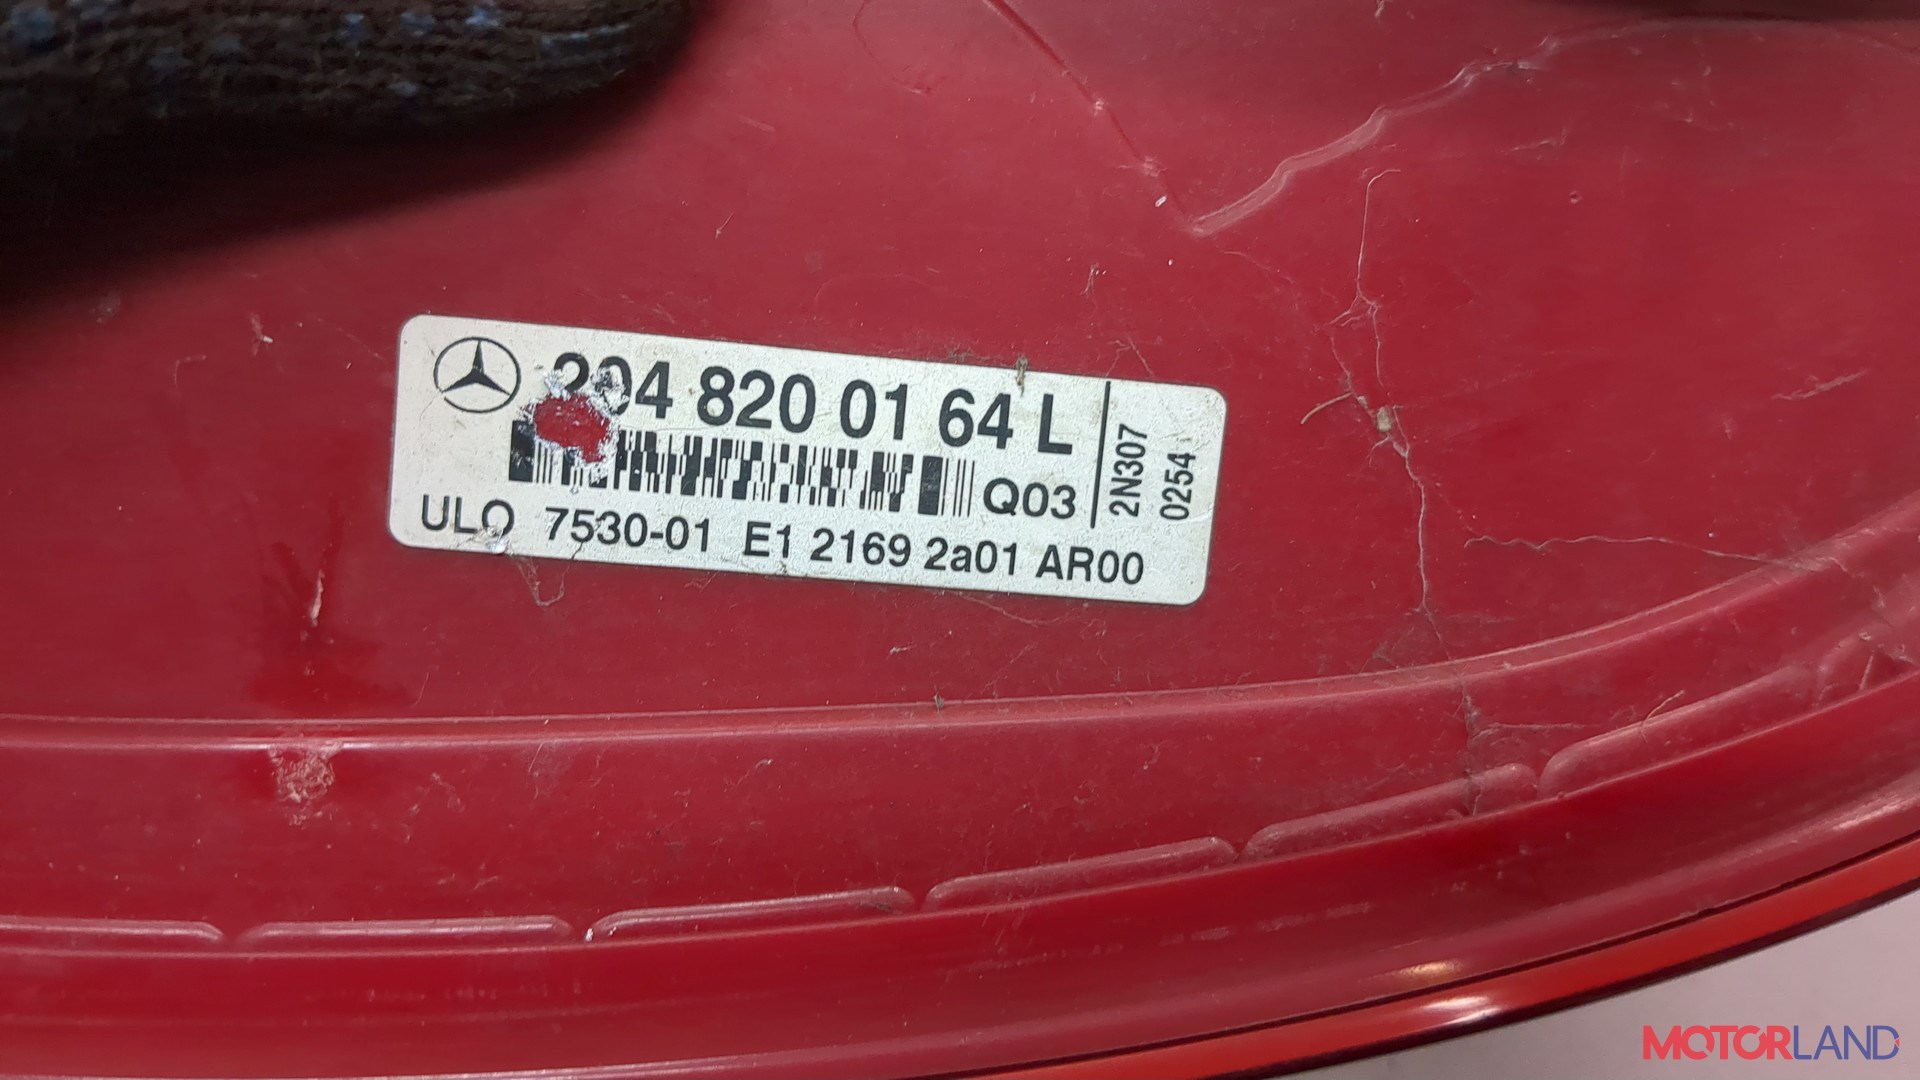 204 820 01 64 L
Q03
2N307
0254
ULO 7530-01 E1 2169 2a01 AR00
MOTORLAND